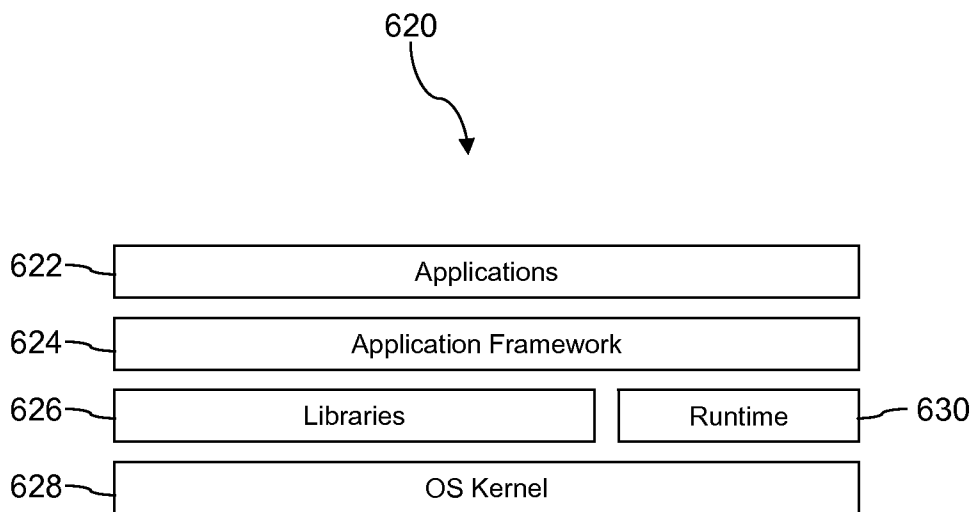 620
622 Applications
624 Application Framework
626 Libraries Runtime 630
628 OS Kernel